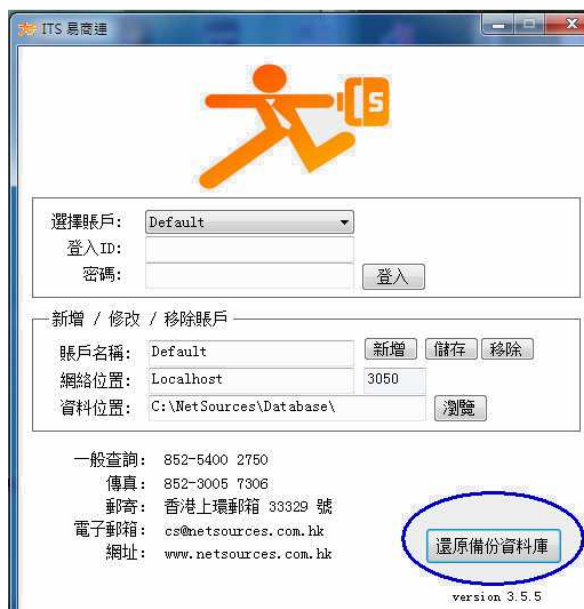 ITS 易商連
S
選擇賬戶: Default
登入ID:
密碼: 登入
新增 / 修改 / 移除賬戶
賬戶名稱: Default 新增 儲存 移除
網絡位置: Localhost 3050
資料位置: C:\NetSources\Database\ 瀏覽
一般查詢: 852-5400 2750
傳真: 852-3005 7306
郵寄: 香港上環郵箱 33329 號
電子郵箱: cs@netsources.com.hk
網址: www.netsources.com.hk
還原備份資料庫
version 3.5.5